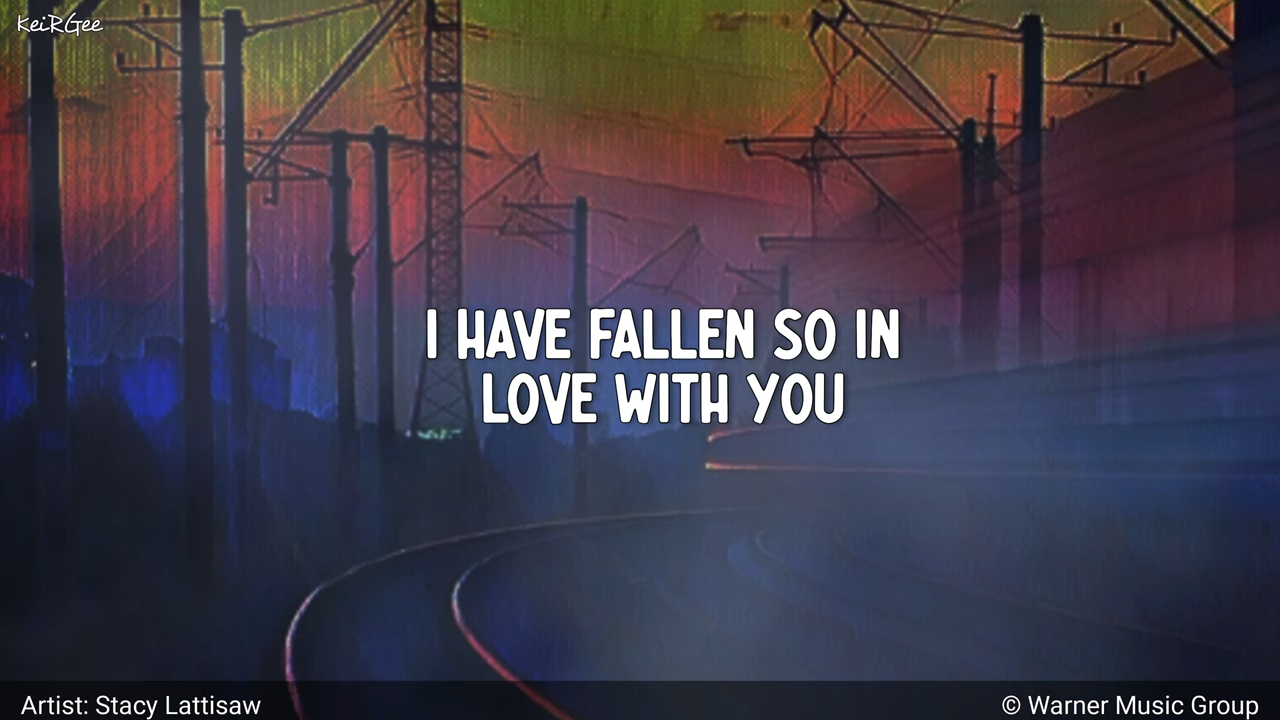 KeiRGee
I HAVE FALLEN SO IN
LOVE WITH YOU
Artist: Stacy Lattisaw
© Warner Music Group